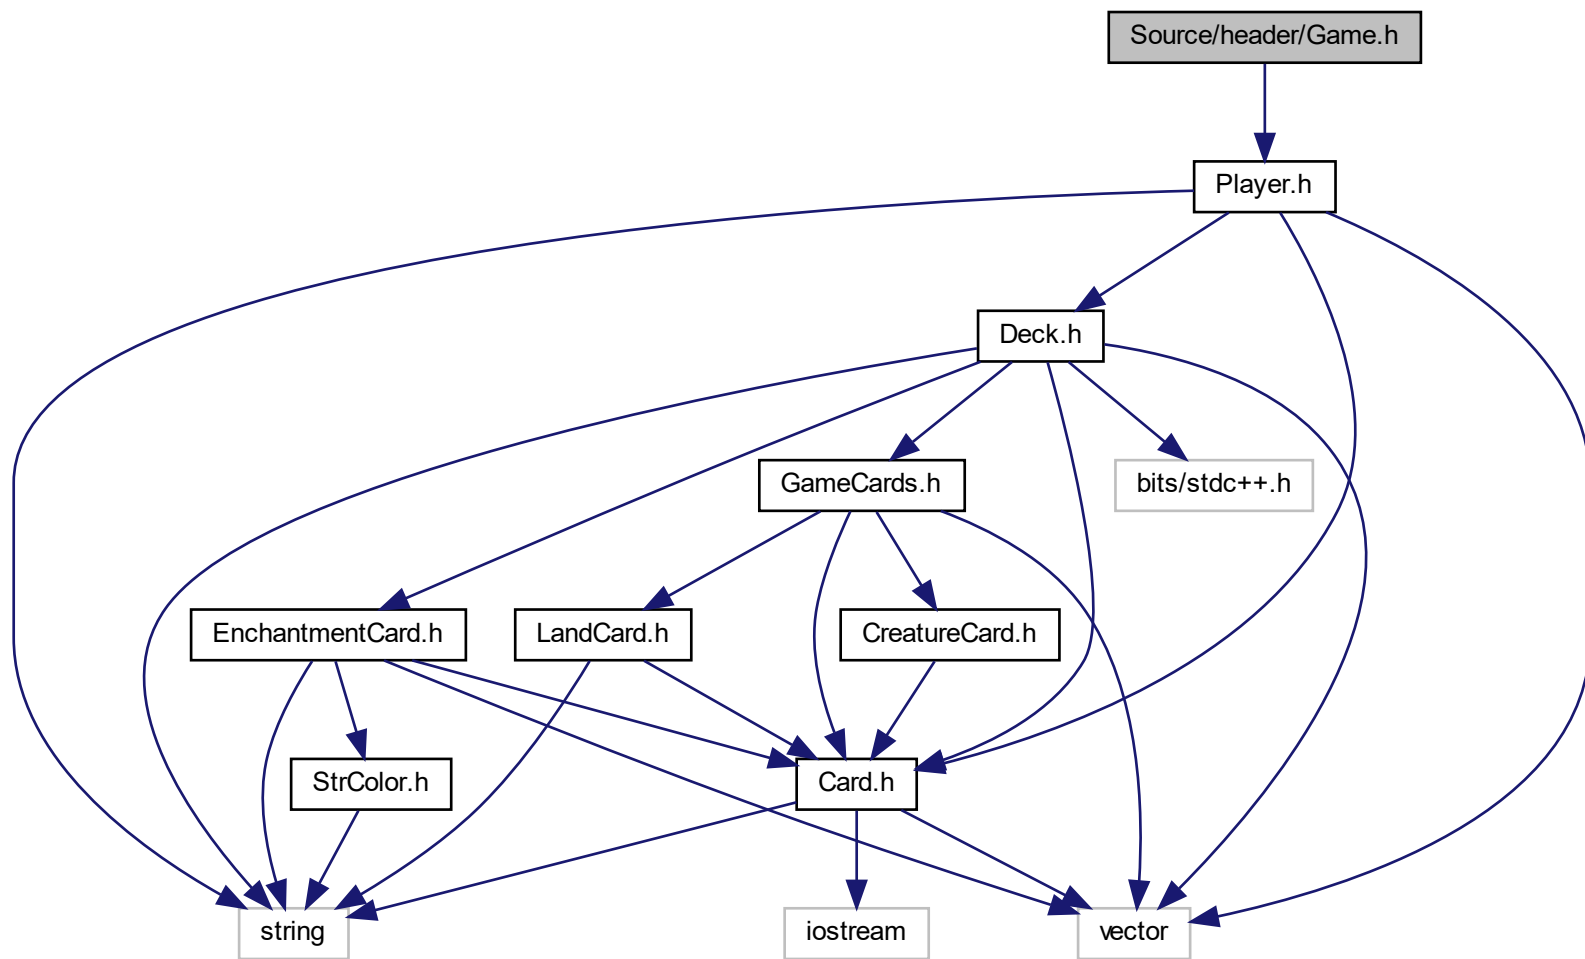 Source/header/Game.h
Player.h
Deck.h
GameCards.h
bits/stdc++.h
EnchantmentCard.h
LandCard.h
CreatureCard.h
StrColor.h
Card.h
string
iostream
vector